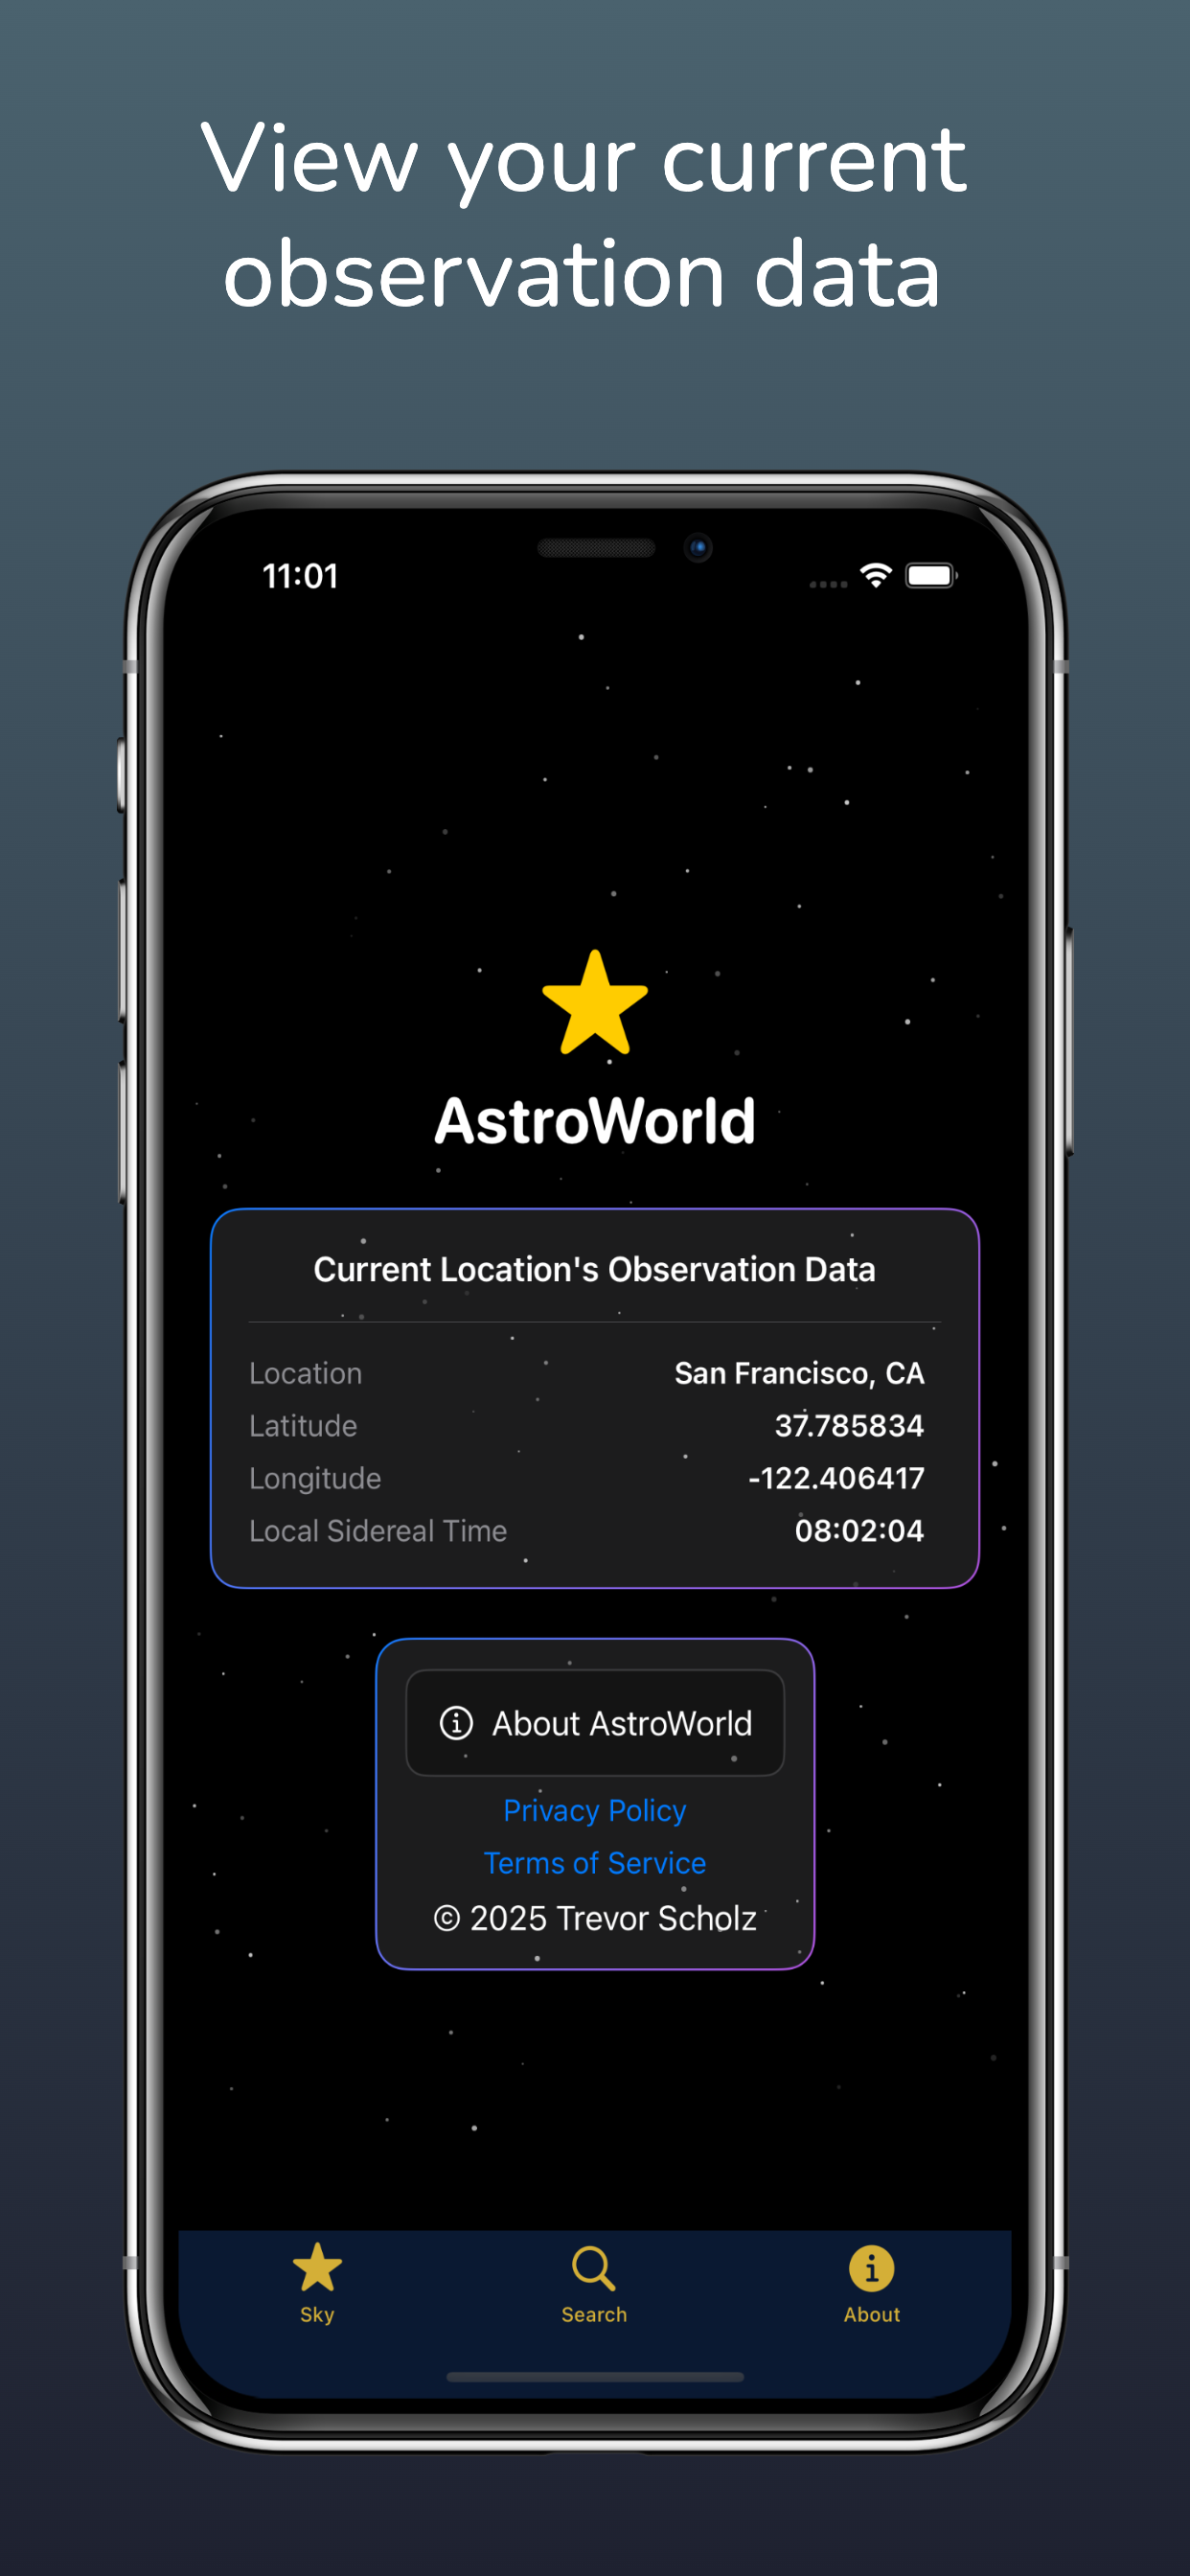 View your current
observation data
11:01
AstroWorld
Current Location's Observation Data
Location San Francisco, CA
Latitude 37.785834
Longitude -122.406417
Local Sidereal Time 08:02:04
About AstroWorld
Privacy Policy
Terms of Service
© 2025 Trevor Scholz
Sky Search About